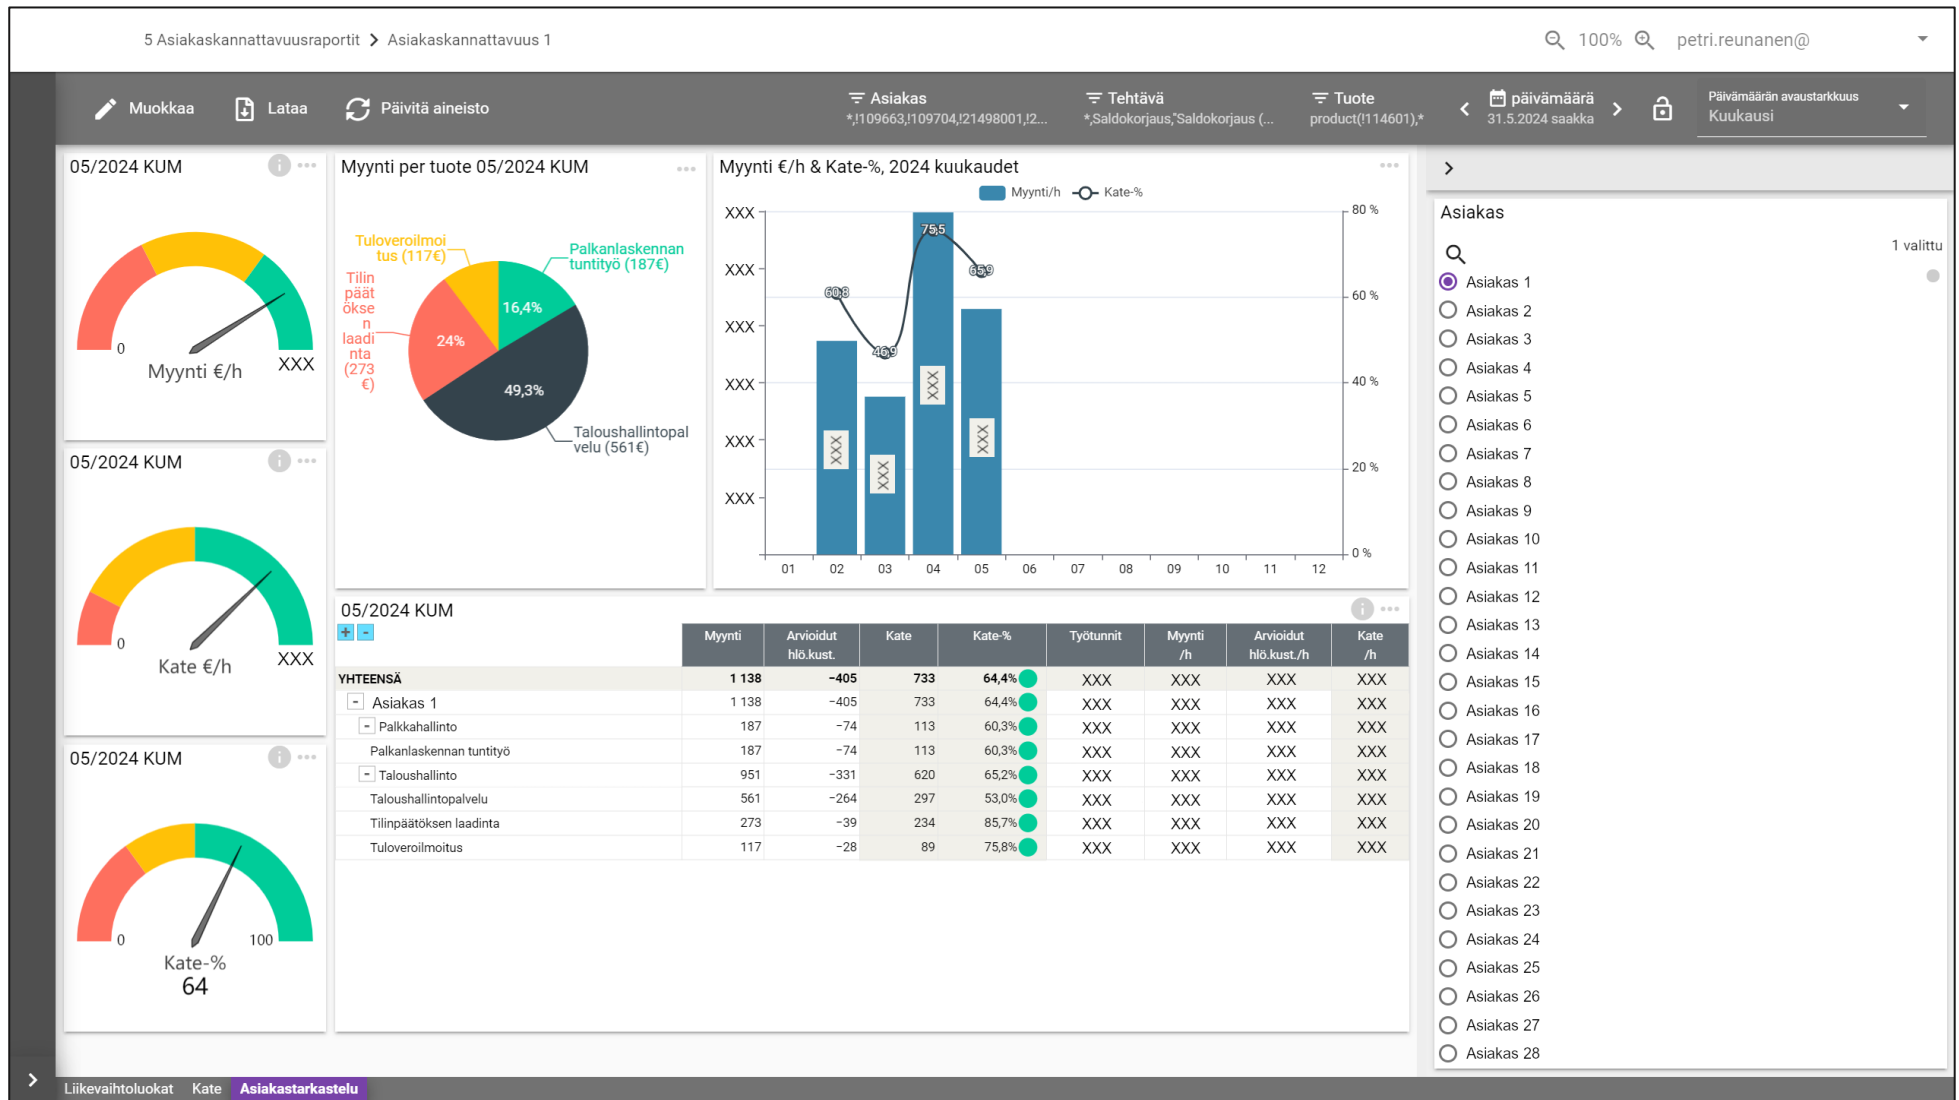 5 Asiakaskannattavuusraportit > Asiakaskannattavuus 1
100%
petri.reunanen@
Muokkaa
Lataa
Päivitä aineisto
Asiakas
*,!109663,!109704,!21498001,!2...
Tehtävä
*,Saldokorjaus,"Saldokorjaus (...
Tuote
product(!114601),*
päivämäärä
31.5.2024 saakka
Päivämäärän avaustarkkuus
Kuukausi
05/2024 KUM
0
Myynti €/h
XXX
05/2024 KUM
0
Kate €/h
XXX
05/2024 KUM
0
100
Kate-%
64
Myynti per tuote 05/2024 KUM
Tuloveroilmoi
tus (117€)
Palkanlaskennan
tuntityö (187€)
Tilin
päät
ökse
n
laadi
nta
(273
€)
16,4%
24%
49,3%
Taloushallintopal
velu (561€)
Myynti €/h & Kate-%, 2024 kuukaudet
Myynti/h
Kate-%
XXX
XXX
XXX
XXX
XXX
XXX
80 %
60 %
40 %
20 %
0 %
60,8
46,9
75,5
65,9
XXX
XXX
XXX
XXX
01 02 03 04 05 06 07 08 09 10 11 12
05/2024 KUM
+ -
Myynti Arvioidut hlö.kust. Kate Kate-% Työtunnit Myynti /h Arvioidut hlö.kust./h Kate /h
YHTEENSÄ 1 138 −405 733 64,4% XXX XXX XXX XXX
- Asiakas 1 1 138 −405 733 64,4% XXX XXX XXX XXX
- Palkkahallinto 187 −74 113 60,3% XXX XXX XXX XXX
Palkanlaskennan tuntityö 187 −74 113 60,3% XXX XXX XXX XXX
- Taloushallinto 951 −331 620 65,2% XXX XXX XXX XXX
Taloushallintopalvelu 561 −264 297 53,0% XXX XXX XXX XXX
Tilinpäätöksen laadinta 273 −39 234 85,7% XXX XXX XXX XXX
Tuloveroilmoitus 117 −28 89 75,8% XXX XXX XXX XXX
Asiakas
1 valittu
Asiakas 1
Asiakas 2
Asiakas 3
Asiakas 4
Asiakas 5
Asiakas 6
Asiakas 7
Asiakas 8
Asiakas 9
Asiakas 10
Asiakas 11
Asiakas 12
Asiakas 13
Asiakas 14
Asiakas 15
Asiakas 16
Asiakas 17
Asiakas 18
Asiakas 19
Asiakas 20
Asiakas 21
Asiakas 22
Asiakas 23
Asiakas 24
Asiakas 25
Asiakas 26
Asiakas 27
Asiakas 28
Liikevaihtoluokat
Kate
Asiakastarkastelu